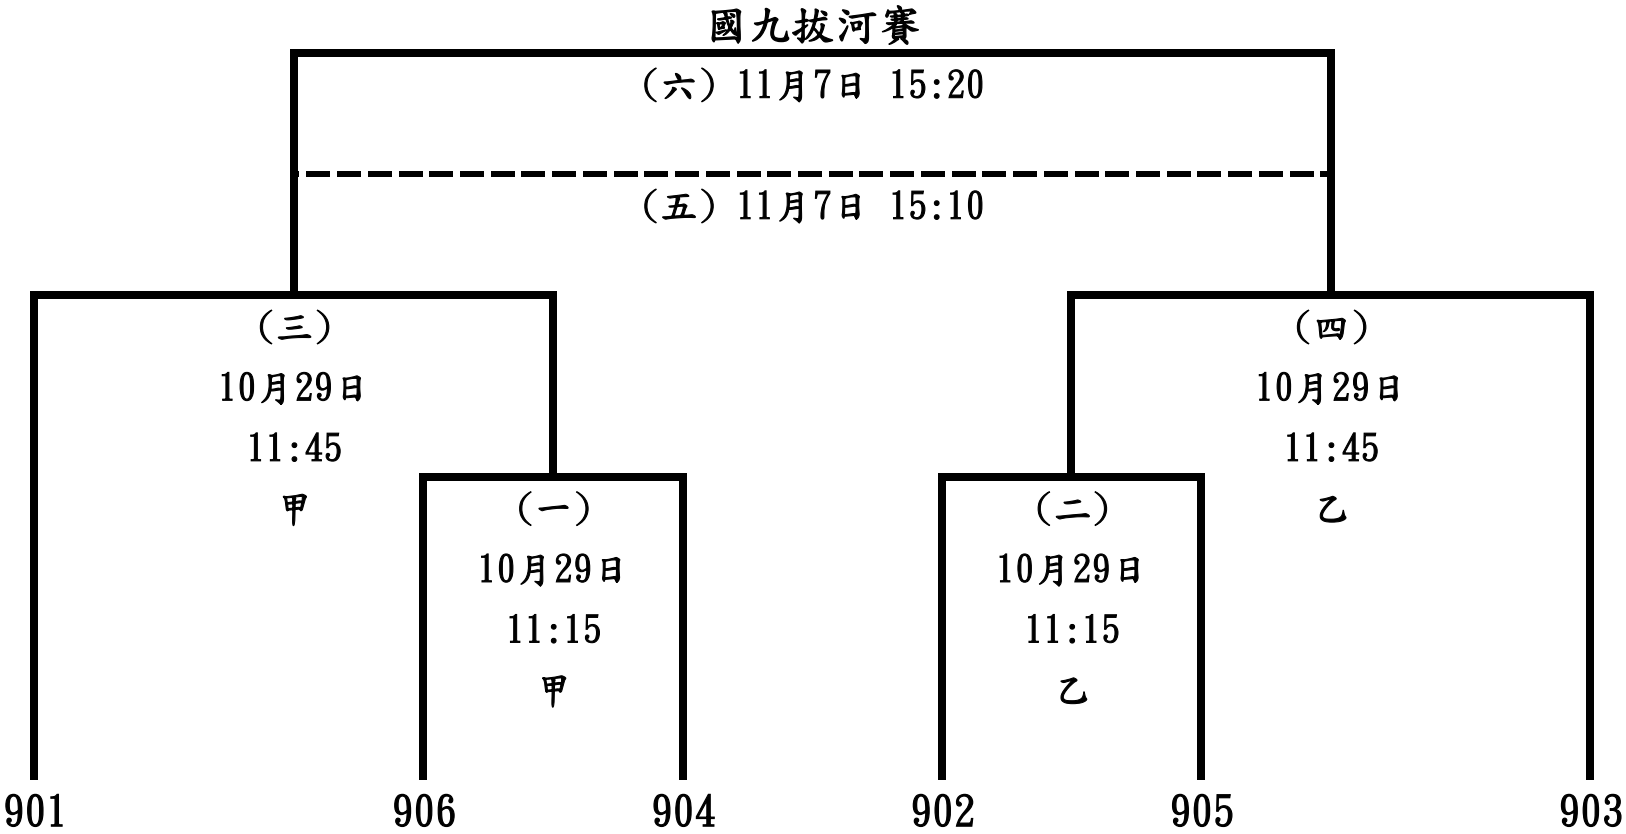 國九拔河賽
(六)11月7日 15:20
(五)11月7日 15:10
(三)
10月29日
11:45
甲
(四)
10月29日
11:45
乙
(一)
10月29日
11:15
甲
(二)
10月29日
11:15
乙
901 906 904 902 905 903